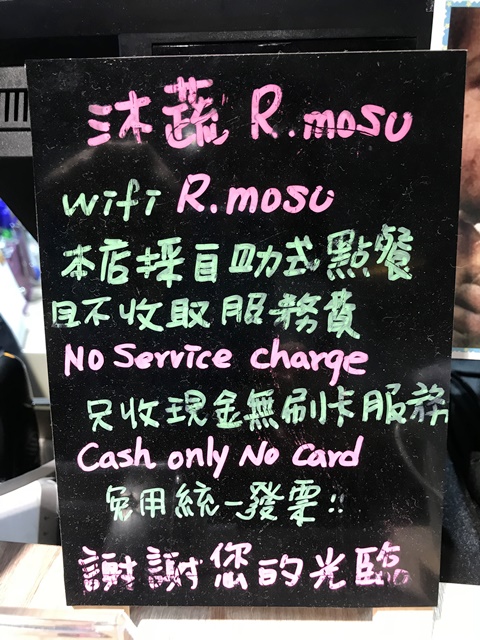 沐蔬 R.mosu
wifi R.mosu
本店採自助式點餐
且不收取服務費
No Service charge
只收現金無刷卡服務
Cash only No Card
免用統一發票!!
謝謝您的光臨